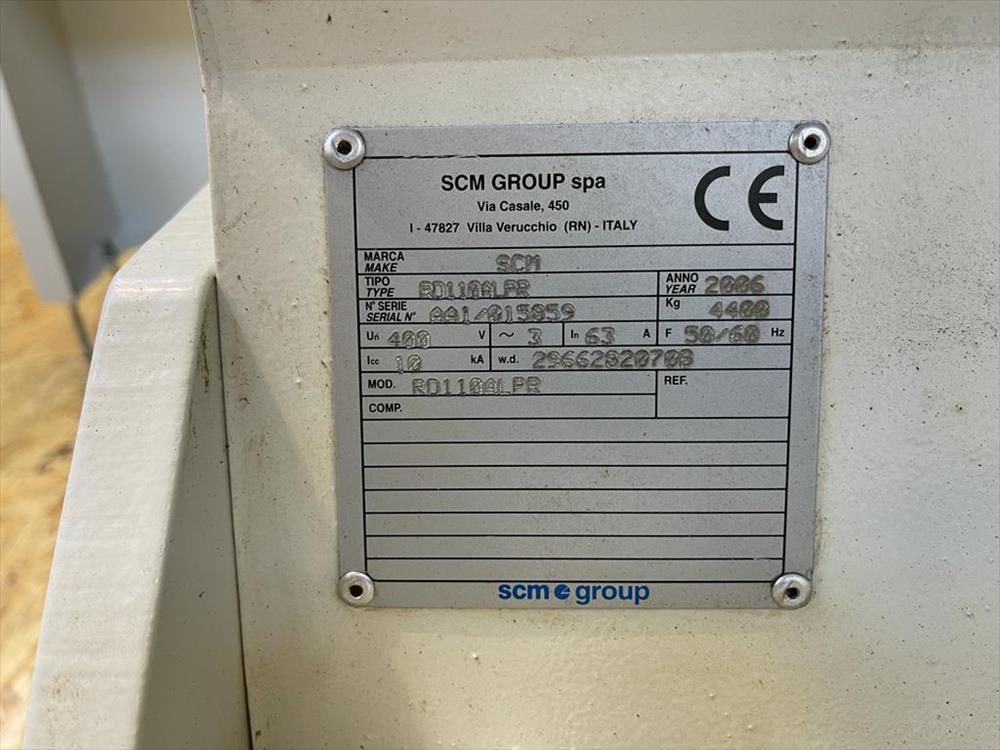 SCM GROUP spa
Via Casale, 450
I - 47827 Villa Verucchio (RN) - ITALY
CE
MARCA MAKE SCM
TIPO TYPE RD110ALPR ANNO YEAR 2006
N° SERIE SERIAL N° AA1/015859 Kg 4400
Un 400 V ~ 3 In 63 A F 50/60 Hz
Icc 10 kA w.d. 29662820708
MOD. RD110ALPR REF.
COMP.
scm group